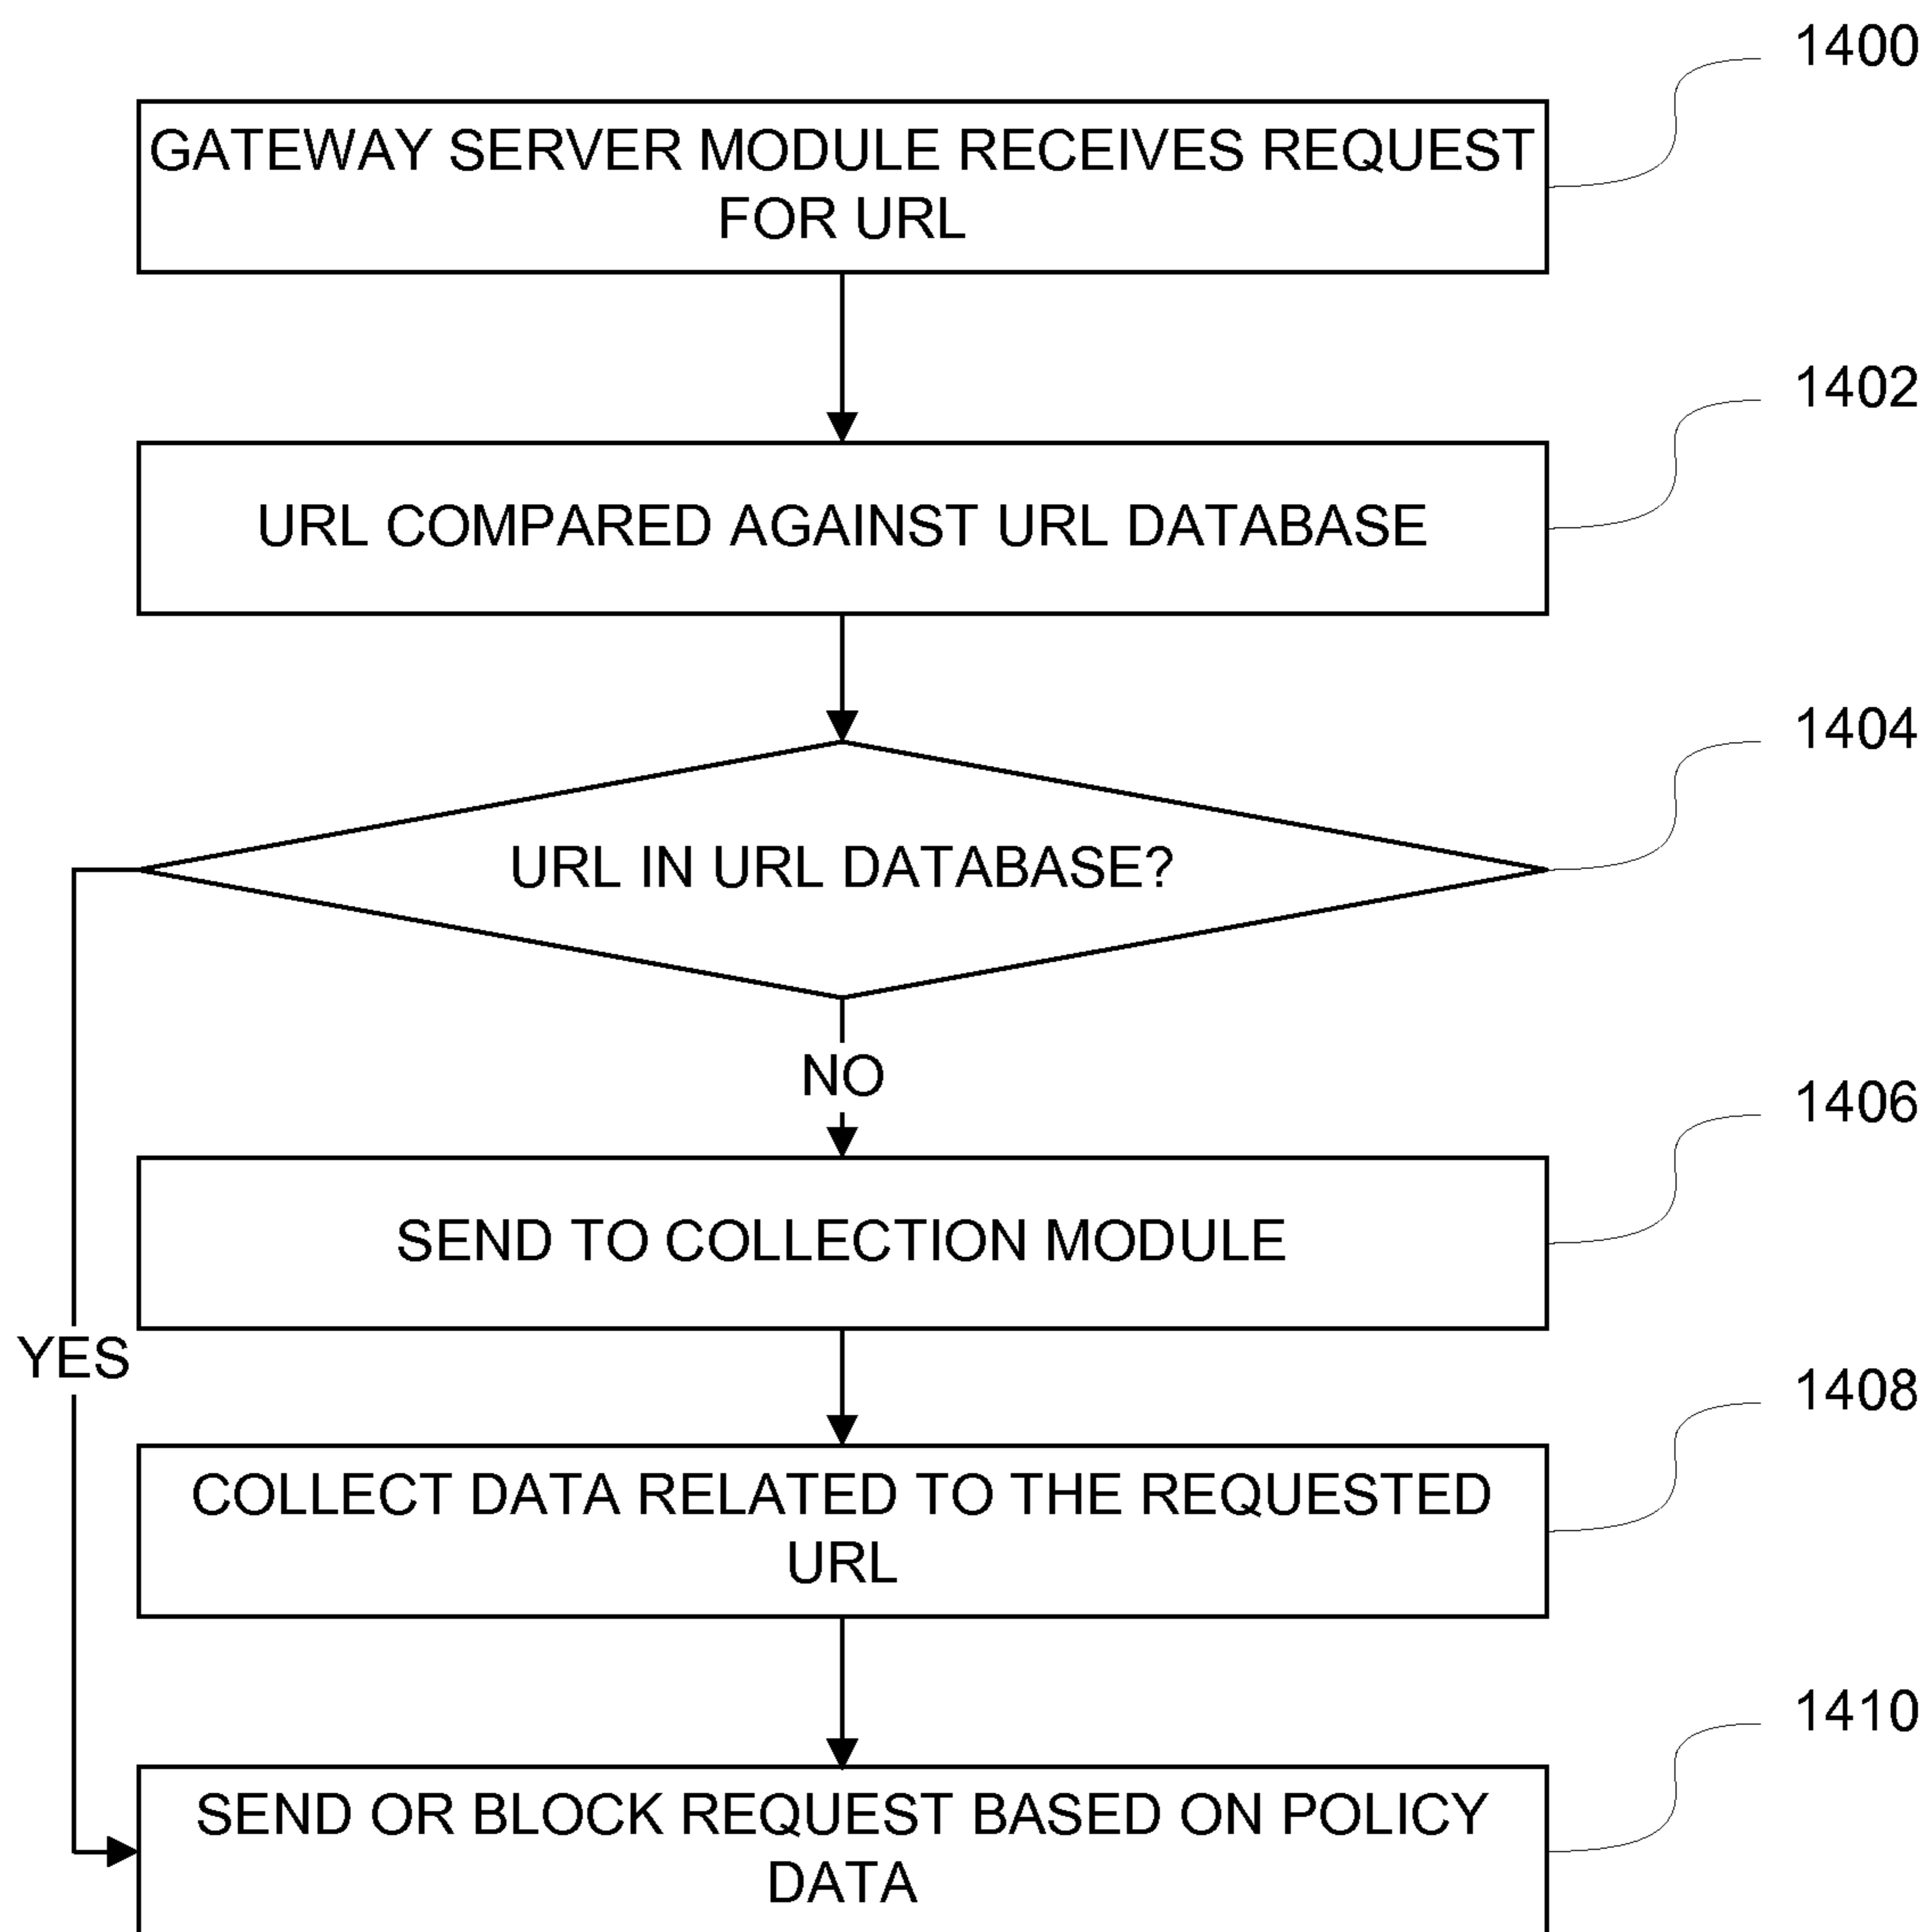 1400
GATEWAY SERVER MODULE RECEIVES REQUEST
FOR URL
1402
URL COMPARED AGAINST URL DATABASE
1404
URL IN URL DATABASE?
NO
1406
SEND TO COLLECTION MODULE
YES
1408
COLLECT DATA RELATED TO THE REQUESTED
URL
1410
SEND OR BLOCK REQUEST BASED ON POLICY
DATA